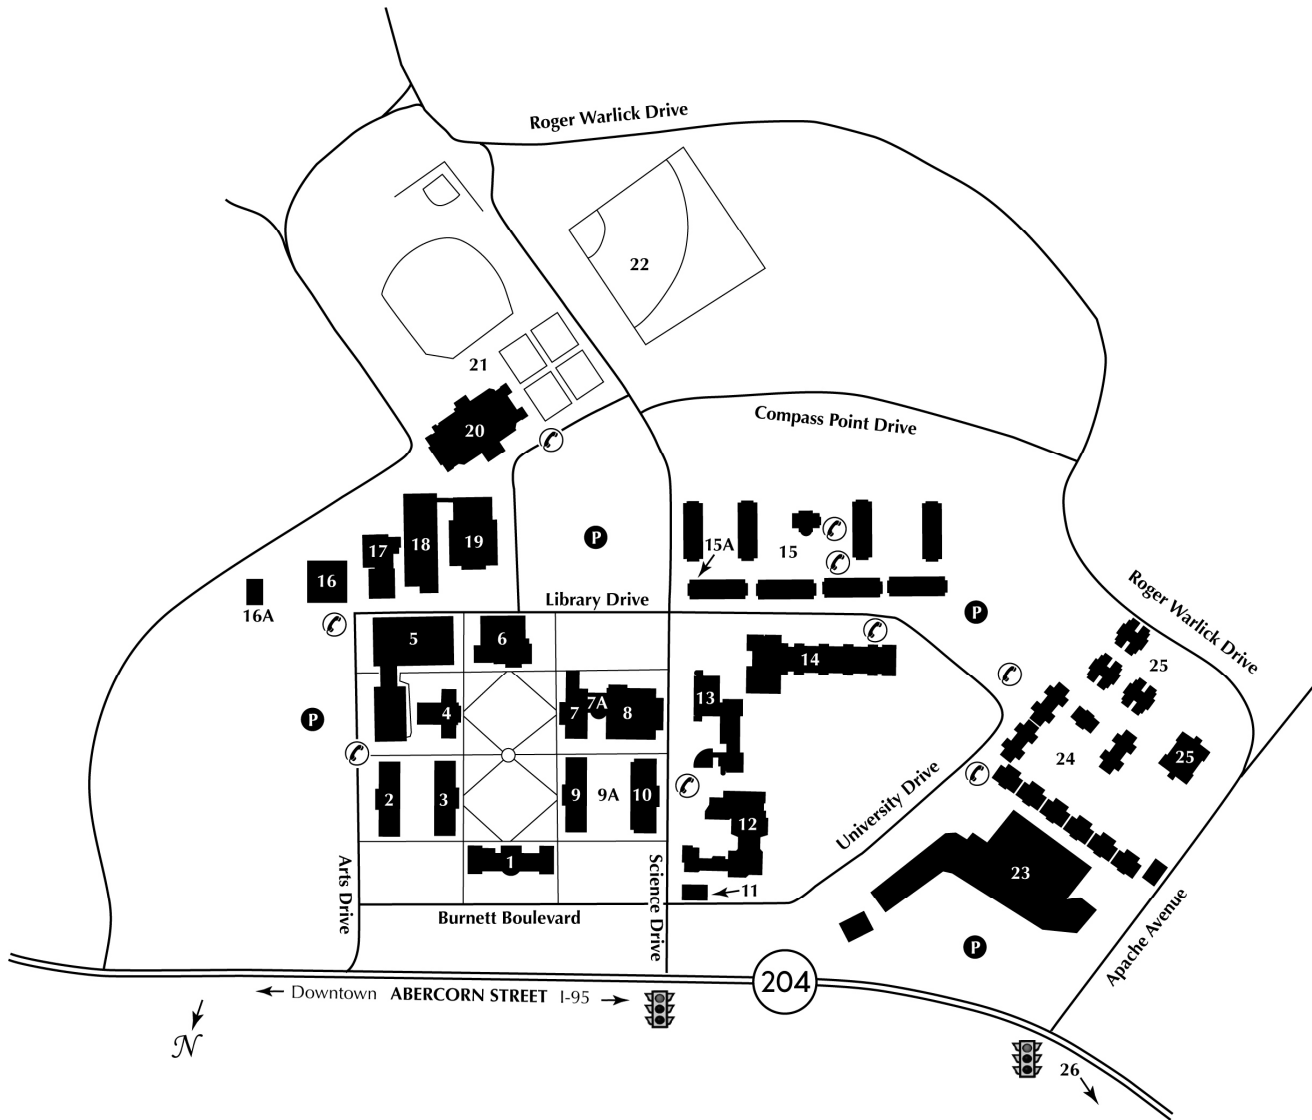 Roger Warlick Drive
22
21
Compass Point Drive
20
P
18
19
17
15A
15
16
16A
Library Drive
P
Roger Warlick Drive
5
6
14
25
13
7A
4
7
8
P
24
25
2
3
9
9A
10
12
University Drive
1
11
23
Arts Drive
Science Drive
Burnett Boulevard
P
Apache Avenue
204
Downtown ABERCORN STREET I-95
N
26